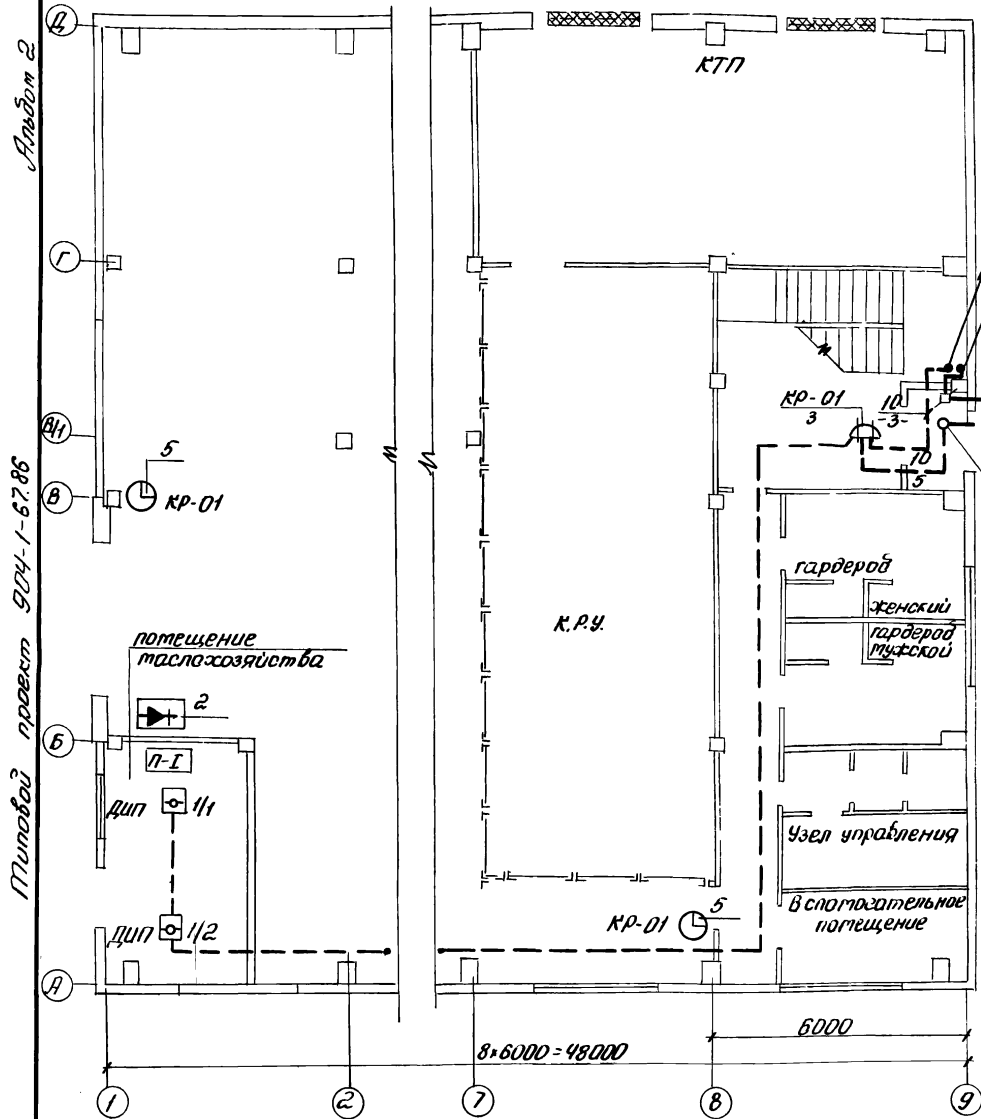 Альбом 2
Типовой проект 904-1-67.86
Д
КТП
Г
КР-01
3
10
-3-
В/1
5
В
КР-01
10
5
гардероб
женский
гардероб
мужской
К.Р.У.
помещение
маслохозяйства
2
Б
П-I
ДИП 1/1
Узел управления
Вспомогательное
помещение
КР-01 5
ДИП 1/2
А
6000
8×6000=48000
1
2
7
8
9